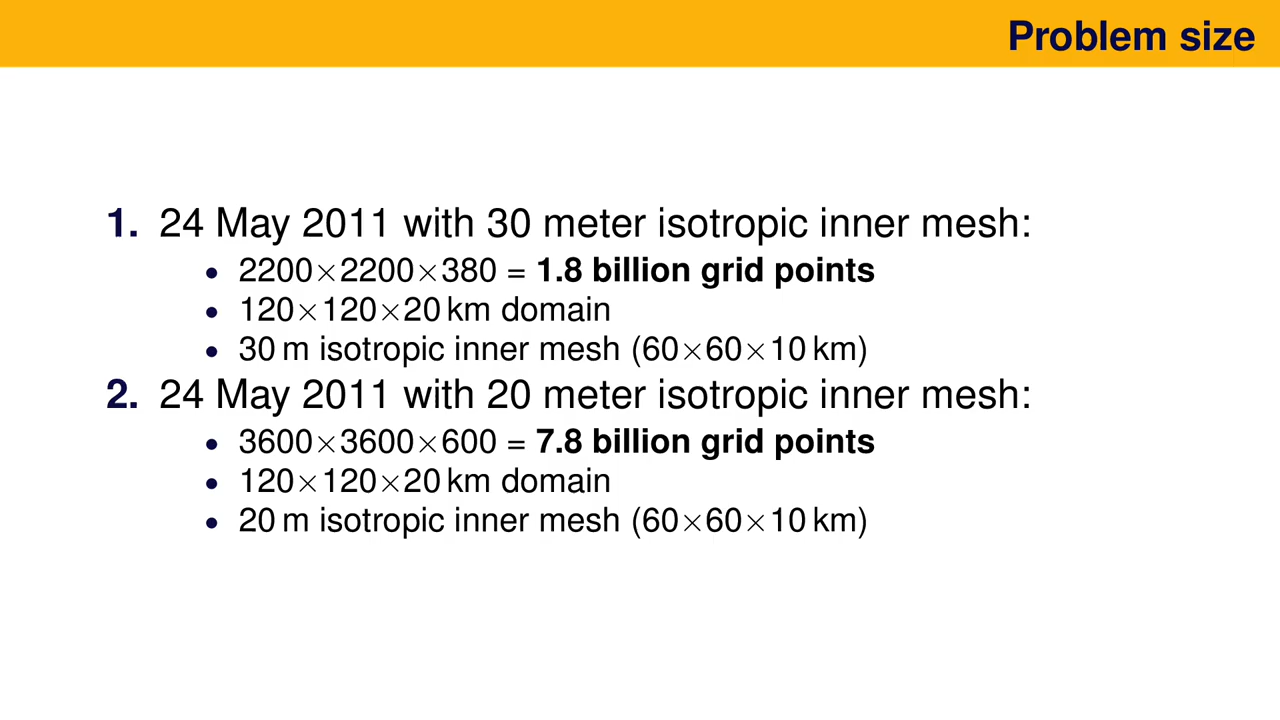 Problem size
1. 24 May 2011 with 30 meter isotropic inner mesh:
• 2200×2200×380 = 1.8 billion grid points
• 120×120×20 km domain
• 30 m isotropic inner mesh (60×60×10 km)
2. 24 May 2011 with 20 meter isotropic inner mesh:
• 3600×3600×600 = 7.8 billion grid points
• 120×120×20 km domain
• 20 m isotropic inner mesh (60×60×10 km)